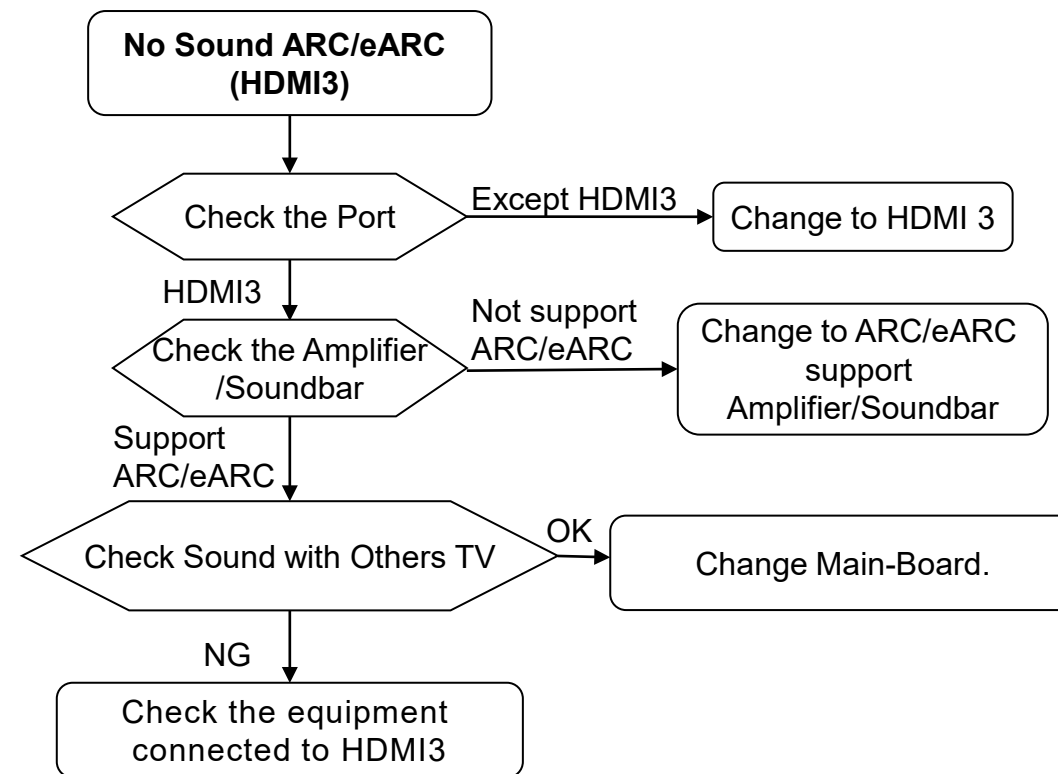 No Sound ARC/eARC
(HDMI3)
Check the Port
Except HDMI3
Change to HDMI 3
HDMI3
Check the Amplifier
/Soundbar
Not support
ARC/eARC
Change to ARC/eARC
support
Amplifier/Soundbar
Support
ARC/eARC
Check Sound with Others TV
OK
Change Main-Board.
NG
Check the equipment
connected to HDMI3